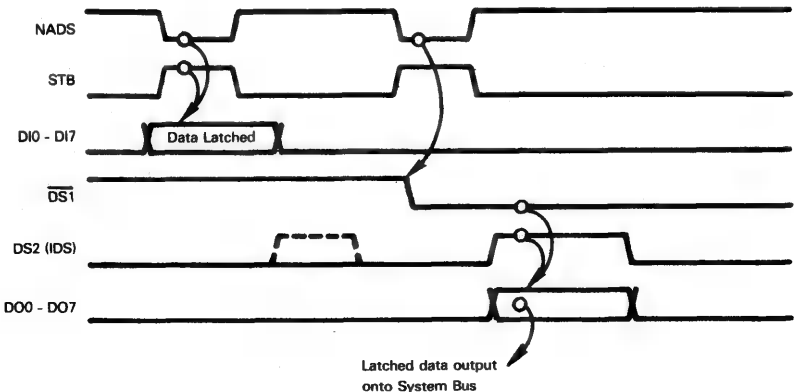 NADS
STB
DI0 - DI7
Data Latched
DS1
DS2 (IDS)
DO0 - DO7
Latched data output
onto System Bus